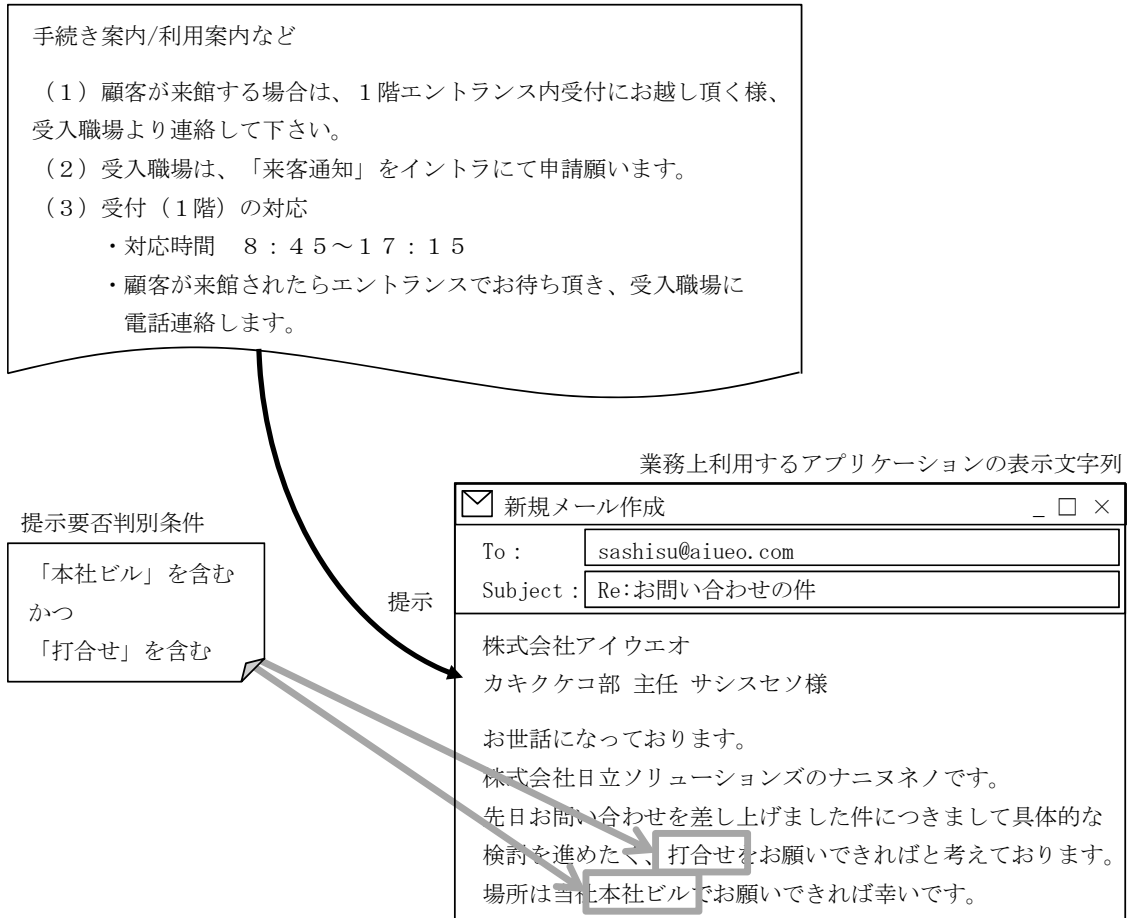 手続き案内/利用案内など
（１）顧客が来館する場合は、１階エントランス内受付にお越し頂く様、
受入職場より連絡して下さい。
（２）受入職場は、「来客通知」をイントラにて申請願います。
（３）受付（１階）の対応
・対応時間　８：４５～１７：１５
・顧客が来館されたらエントランスでお待ち頂き、受入職場に
電話連絡します。
業務上利用するアプリケーションの表示文字列
新規メール作成 _ □ ×
To： sashisu@aiueo.com
Subject： Re:お問い合わせの件
提示要否判別条件
「本社ビル」を含む
かつ
「打合せ」を含む
提示
株式会社アイウエオ
カキクケコ部 主任 サシスセソ様
お世話になっております。
株式会社日立ソリューションズのナニヌネノです。
先日お問い合わせを差し上げました件につきまして具体的な
検討を進めたく、打合せをお願いできればと考えております。
場所は当社本社ビルでお願いできれば幸いです。